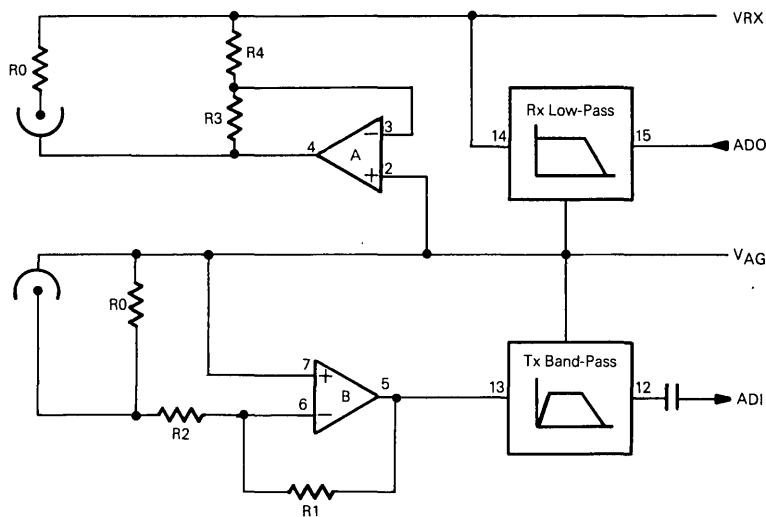 VRX
R4
R0
R3
3
Rx Low-Pass
4
A
−
14
15
ADO
2
+
VAG
R0
Tx Band-Pass
7
+
5
13
12
B
ADI
6
−
R2
R1